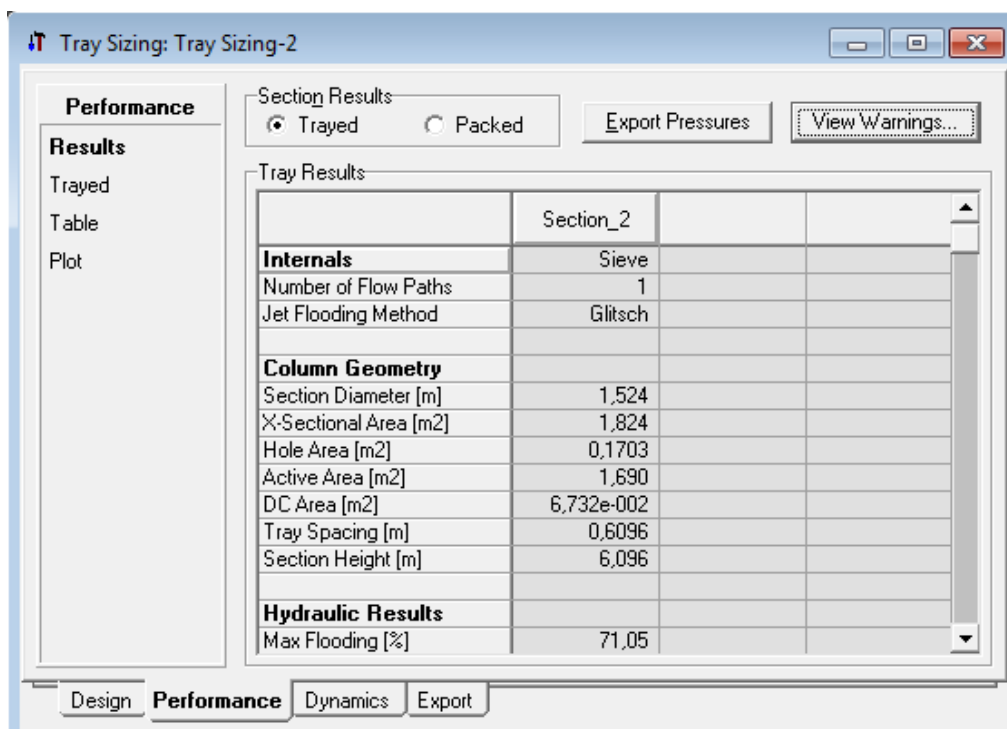 Tray Sizing: Tray Sizing-2
Performance
Results
Trayed
Table
Plot
Section Results
Trayed Packed
Export Pressures
View Warnings...
Tray Results
Section_2
Internals Sieve
Number of Flow Paths 1
Jet Flooding Method Glitsch
Column Geometry
Section Diameter [m] 1,524
X-Sectional Area [m2] 1,824
Hole Area [m2] 0,1703
Active Area [m2] 1,690
DC Area [m2] 6,732e-002
Tray Spacing [m] 0,6096
Section Height [m] 6,096
Hydraulic Results
Max Flooding [%] 71,05
Design Performance Dynamics Export